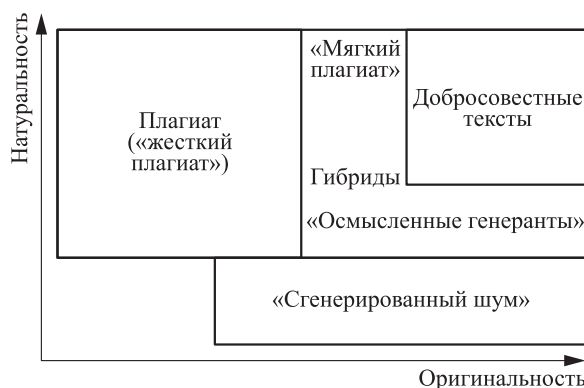 Натуральность
«Мягкий
плагиат»
Добросовестные
тексты
Плагиат
(«жесткий
плагиат»)
Гибриды
«Осмысленные генеранты»
«Сгенерированный шум»
Оригинальность